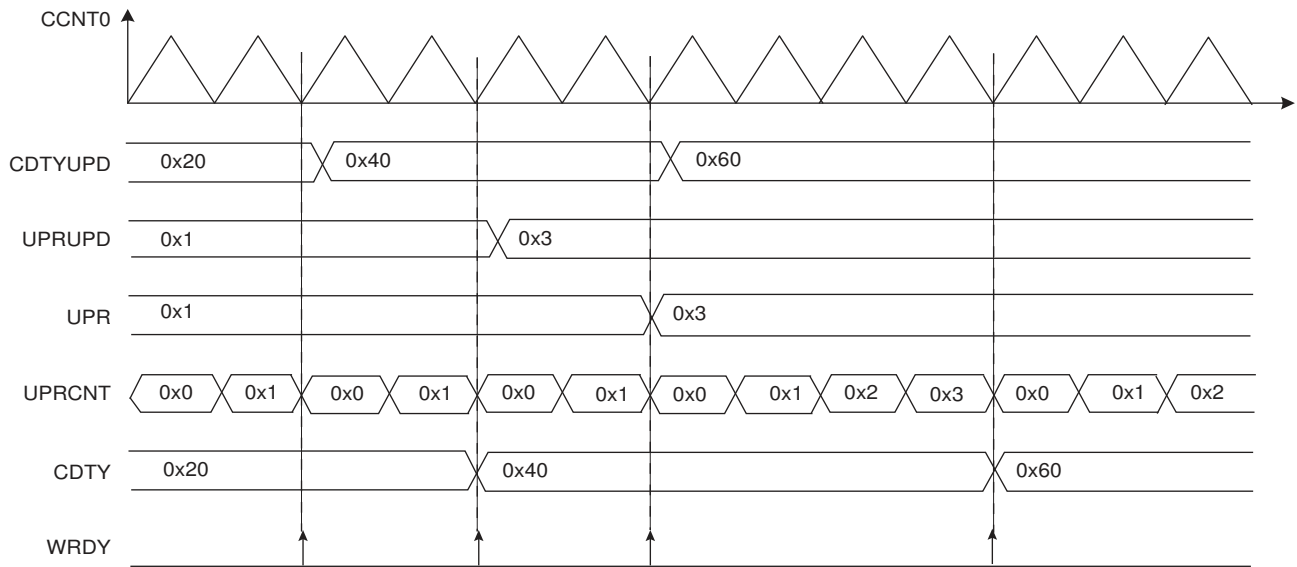 CCNT0
CDTYUPD 0x20 0x40 0x60
UPRUPD 0x1 0x3
UPR 0x1 0x3
UPRCNT 0x0 0x1 0x0 0x1 0x0 0x1 0x0 0x1 0x2 0x3 0x0 0x1 0x2
CDTY 0x20 0x40 0x60
WRDY